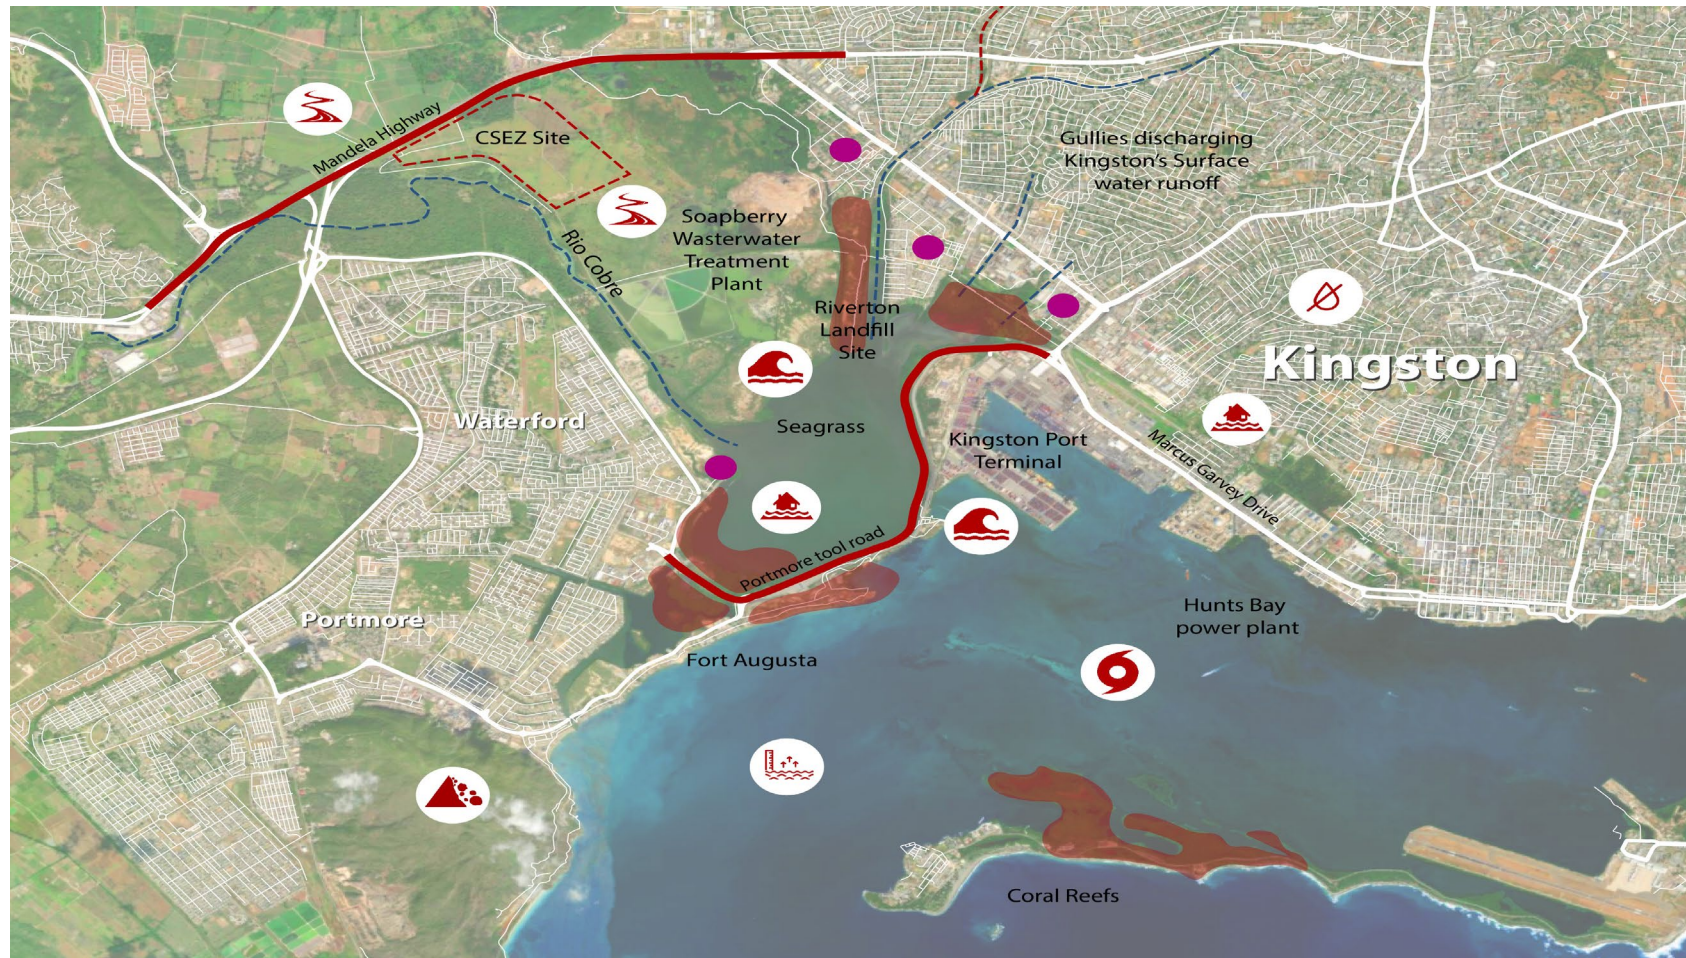 Mandela Highway
CSEZ Site
Gullies discharging
Kingston's Surface
water runoff
Soapberry
Wasterwater
Treatment
Plant
Rio Cobre
Riverton
Landfill
Site
Kingston
Waterford
Seagrass
Kingston Port
Terminal
Marcus Garvey Drive
Portmore tool road
Portmore
Hunts Bay
power plant
Fort Augusta
Coral Reefs